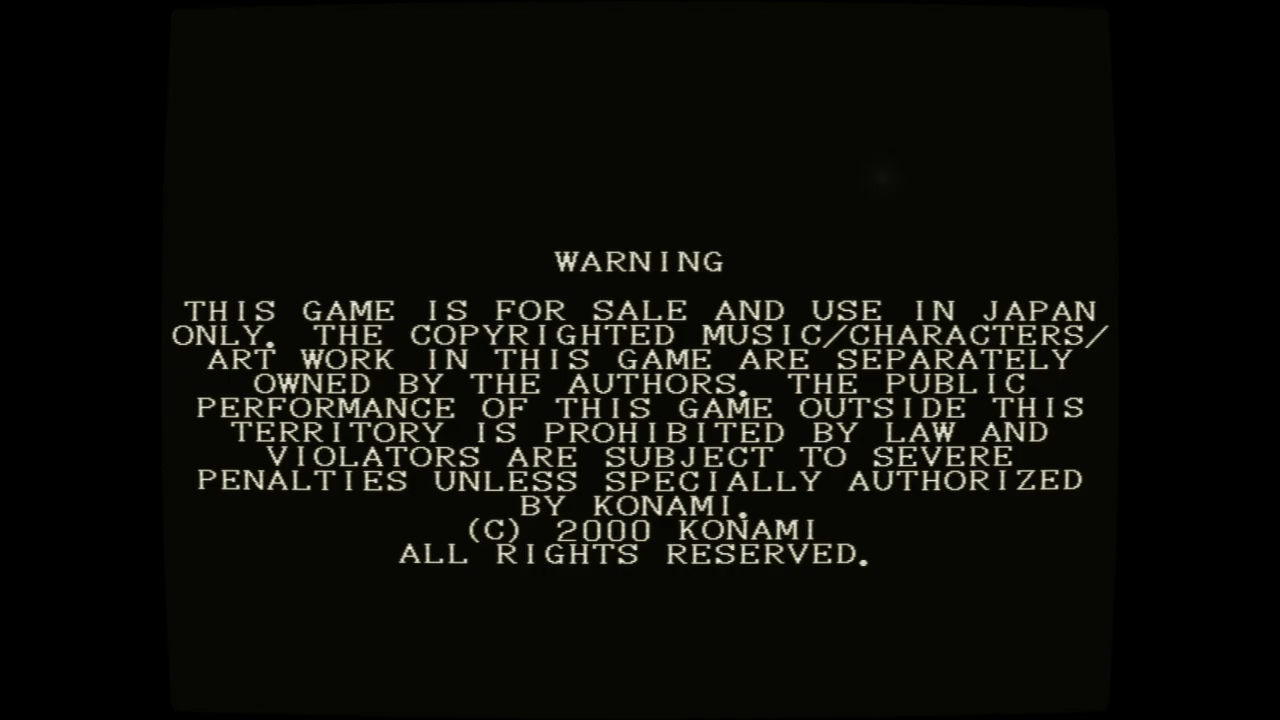 WARNING
THIS GAME IS FOR SALE AND USE IN JAPAN
ONLY. THE COPYRIGHTED MUSIC/CHARACTERS/
ART WORK IN THIS GAME ARE SEPARATELY
OWNED BY THE AUTHORS. THE PUBLIC
PERFORMANCE OF THIS GAME OUTSIDE THIS
TERRITORY IS PROHIBITED BY LAW AND
VIOLATORS ARE SUBJECT TO SEVERE
PENALTIES UNLESS SPECIALLY AUTHORIZED
BY KONAMI.
(C) 2000 KONAMI
ALL RIGHTS RESERVED.